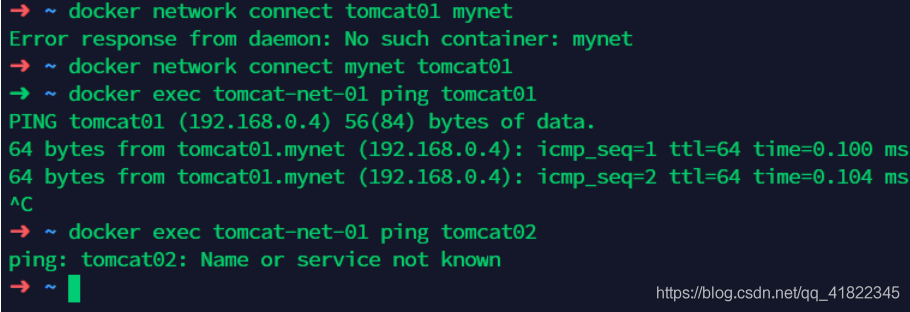 ➜ ~ docker network connect tomcat01 mynet
Error response from daemon: No such container: mynet
➜ ~ docker network connect mynet tomcat01
➜ ~ docker exec tomcat-net-01 ping tomcat01
PING tomcat01 (192.168.0.4) 56(84) bytes of data.
64 bytes from tomcat01.mynet (192.168.0.4): icmp_seq=1 ttl=64 time=0.100 ms
64 bytes from tomcat01.mynet (192.168.0.4): icmp_seq=2 ttl=64 time=0.104 ms
^C
➜ ~ docker exec tomcat-net-01 ping tomcat02
ping: tomcat02: Name or service not known
➜ ~
https://blog.csdn.net/qq_41822345